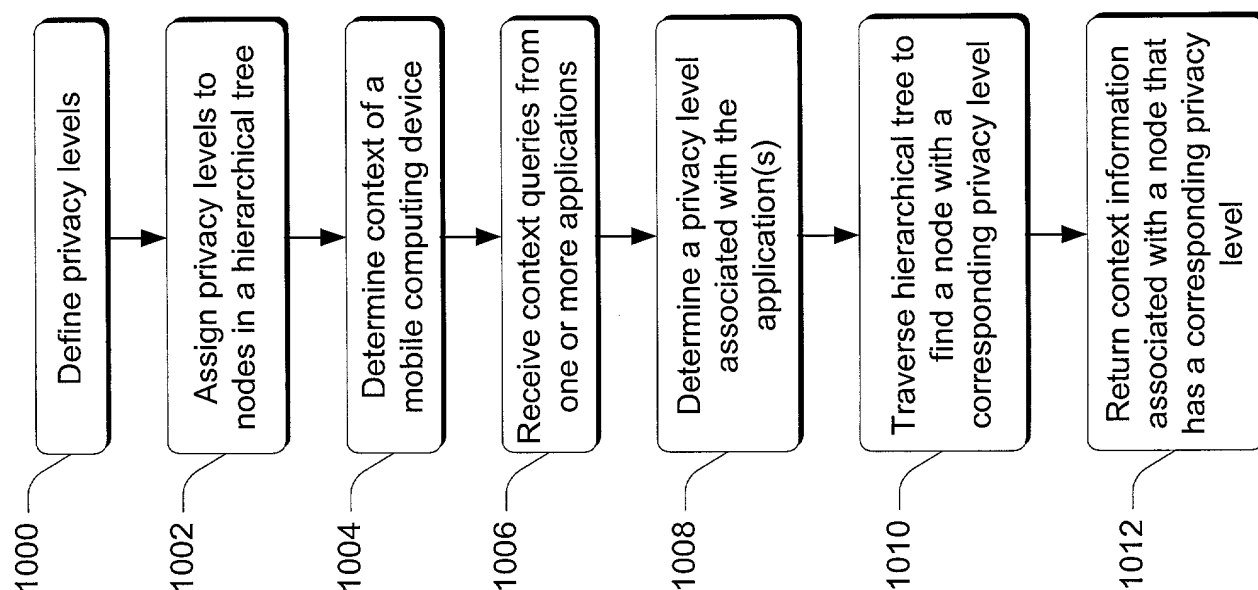 1000
Define privacy levels
1002
Assign privacy levels to
nodes in a hierarchical tree
1004
Determine context of a
mobile computing device
1006
Receive context queries from
one or more applications
1008
Determine a privacy level
associated with the
application(s)
1010
Traverse hierarchical tree to
find a node with a
corresponding privacy level
1012
Return context information
associated with a node that
has a corresponding privacy
level